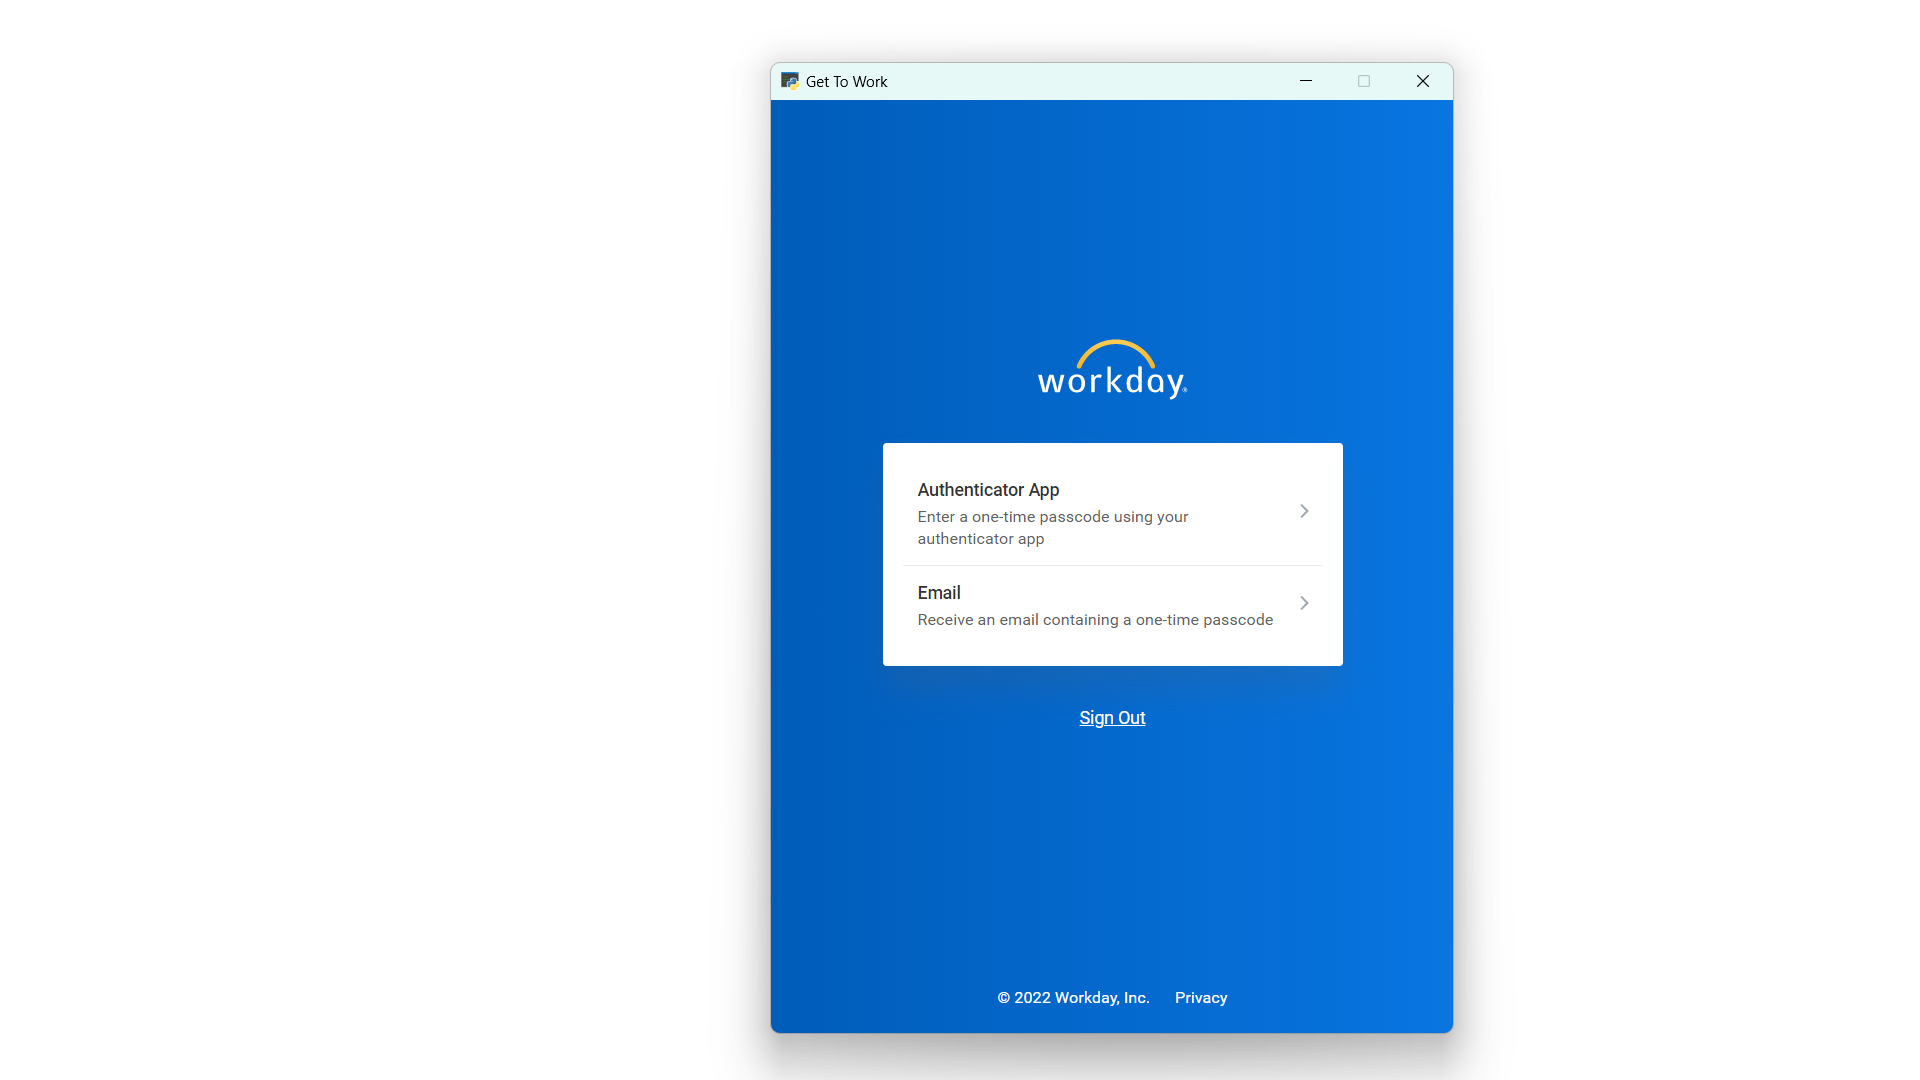 Get To Work
workday®
Authenticator App
Enter a one-time passcode using your
authenticator app
Email
Receive an email containing a one-time passcode
Sign Out
© 2022 Workday, Inc. Privacy